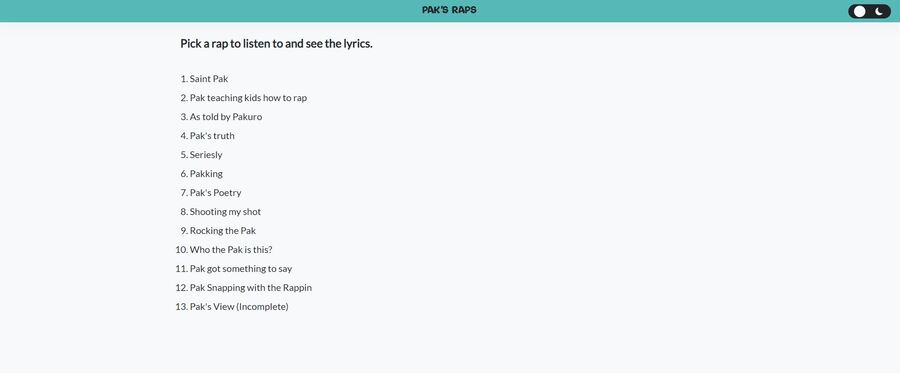 PAK'S RAPS
Pick a rap to listen to and see the lyrics.
1. Saint Pak
2. Pak teaching kids how to rap
3. As told by Pakuro
4. Pak's truth
5. Seriesly
6. Pakking
7. Pak's Poetry
8. Shooting my shot
9. Rocking the Pak
10. Who the Pak is this?
11. Pak got something to say
12. Pak Snapping with the Rappin
13. Pak's View (Incomplete)